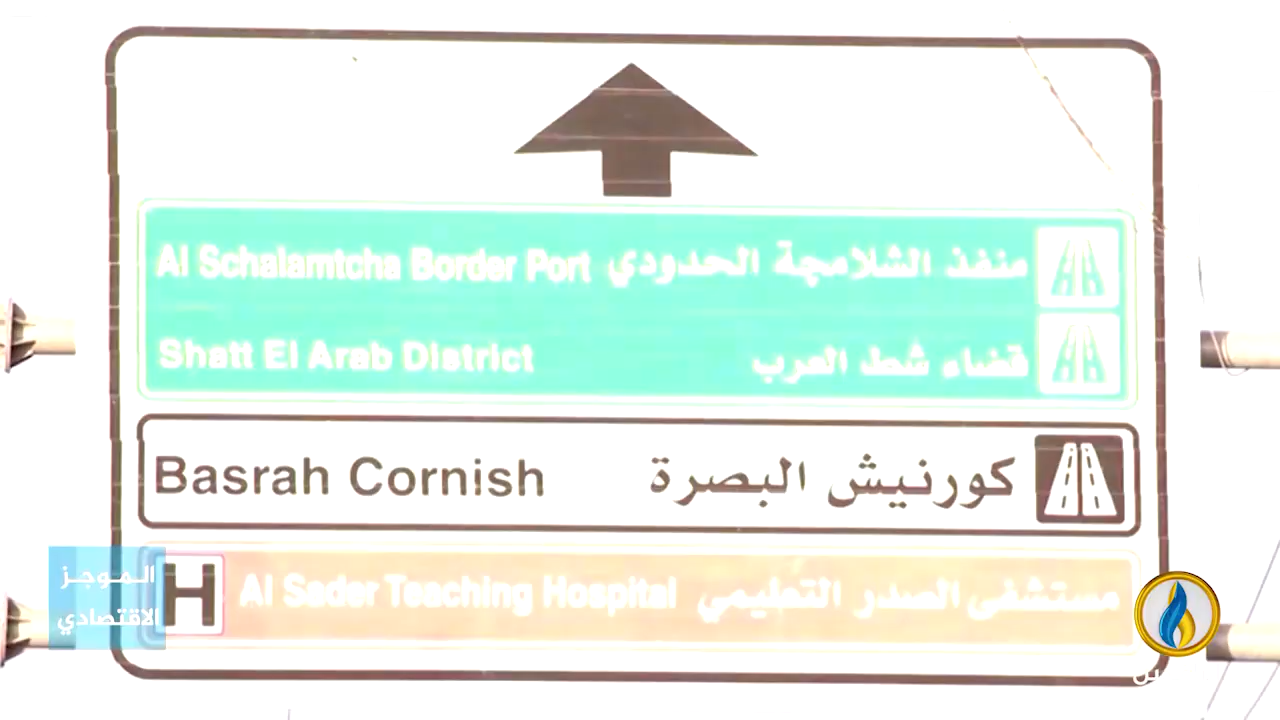 Al Schalamtcha Border Port منفذ الشلامچة الحدودي
Shatt El Arab District قضاء شط العرب
Basrah Cornish كورنيش البصرة
H Al Sader Teaching Hospital مستشفى الصدر التعليمي
الموجز
الاقتصادي